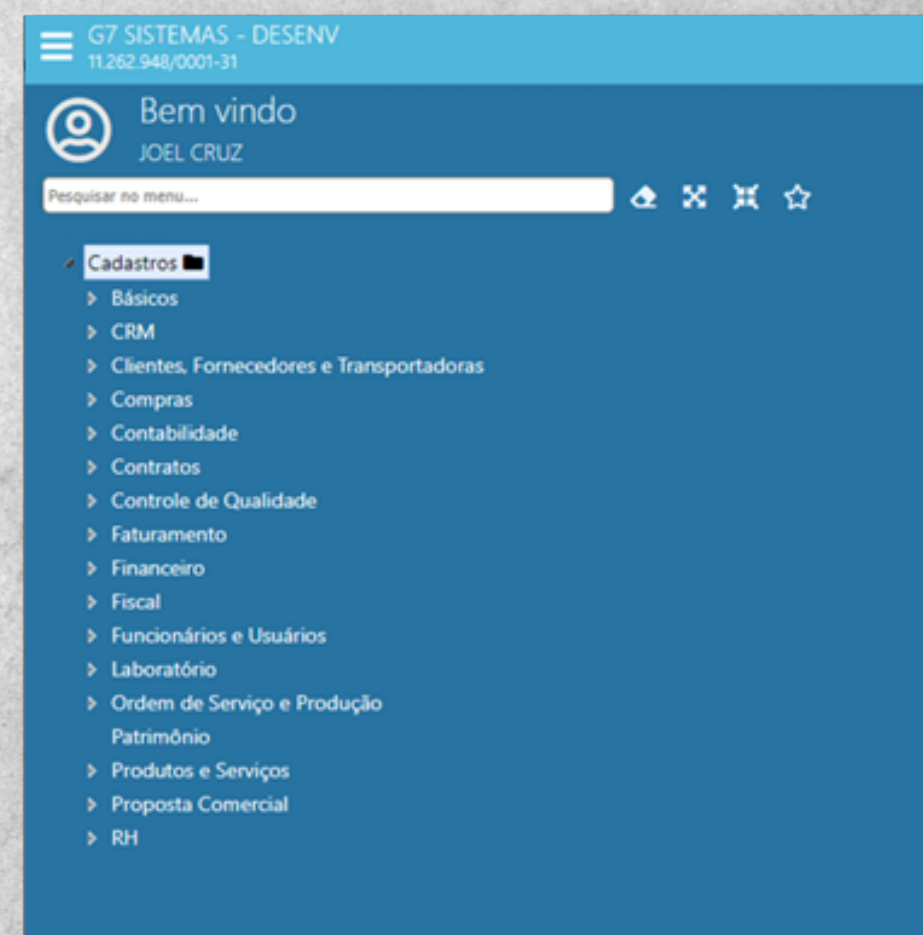 G7 SISTEMAS - DESENV
11.262.948/0001-31
Bem vindo
JOEL CRUZ
Pesquisar no menu...
Cadastros
Básicos
CRM
Clientes, Fornecedores e Transportadoras
Compras
Contabilidade
Contratos
Controle de Qualidade
Faturamento
Financeiro
Fiscal
Funcionários e Usuários
Laboratório
Ordem de Serviço e Produção
Patrimônio
Produtos e Serviços
Proposta Comercial
RH